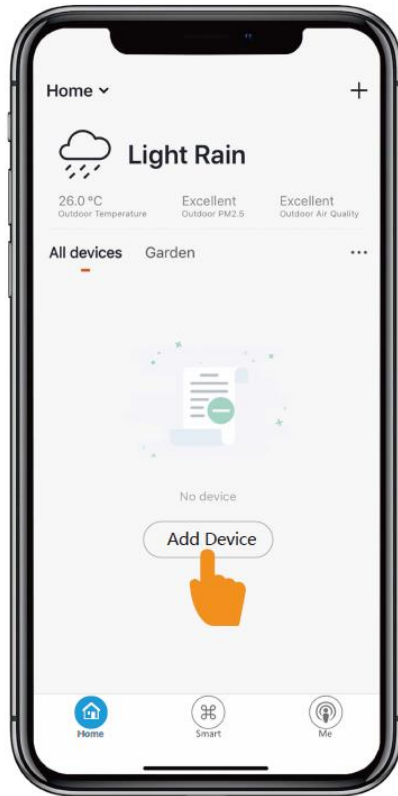 Home
Light Rain
26.0 °C Excellent Excellent
Outdoor Temperature Outdoor PM2.5 Outdoor Air Quality
All devices Garden
No device
Add Device
Home Smart Me